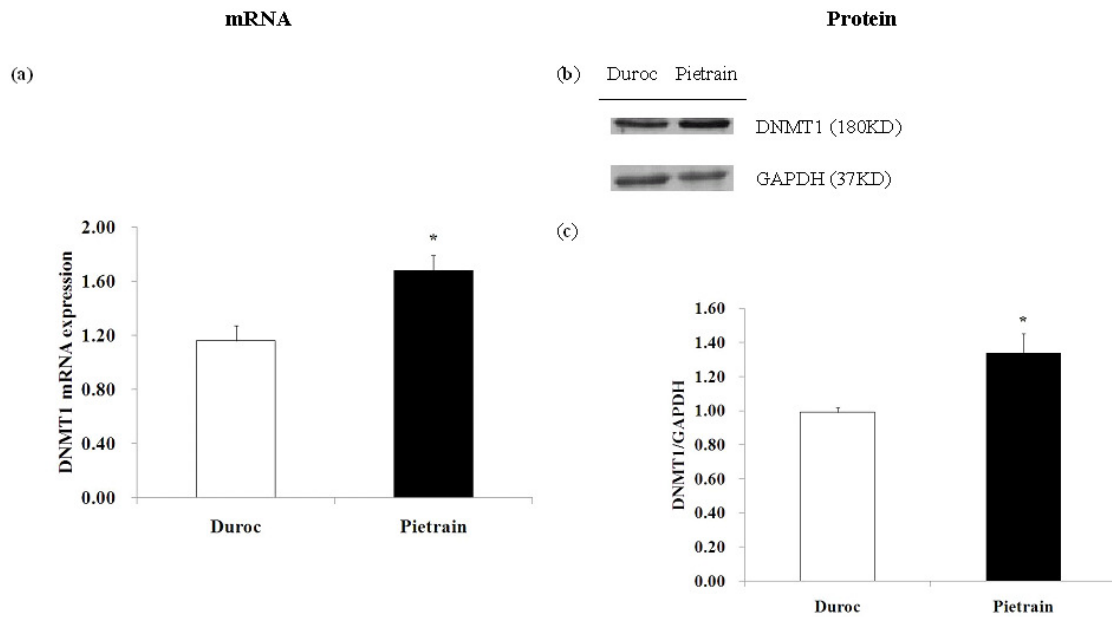 mRNA
Protein
(a)
(b) Duroc Pietrain
DNMT1 (180KD)
GAPDH (37KD)
DNMT1 mRNA expression
2.00
1.60
1.20
0.80
0.40
0.00
*
Duroc Pietrain
(c)
DNMT1/GAPDH
1.60
1.40
1.20
1.00
0.80
0.60
0.40
0.20
0.00
*
Duroc Pietrain